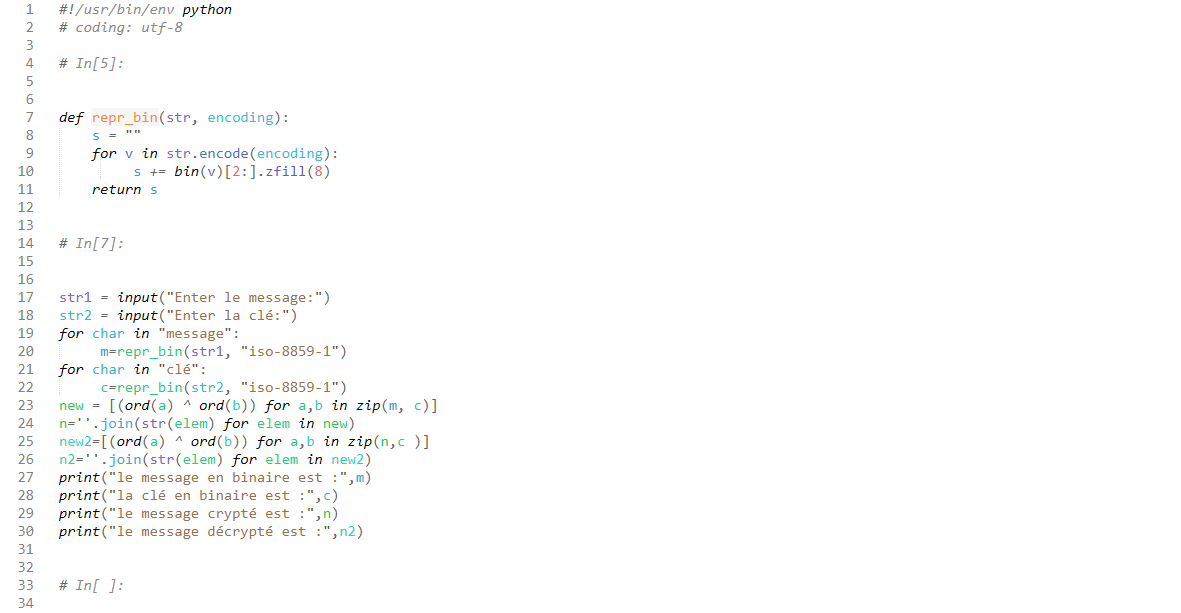 1 #!/usr/bin/env python
2 # coding: utf-8
3
4 # In[5]:
5
6
7 def repr_bin(str, encoding):
8 s = ""
9 for v in str.encode(encoding):
10 s += bin(v)[2:].zfill(8)
11 return s
12
13
14 # In[7]:
15
16
17 str1 = input("Enter le message:")
18 str2 = input("Enter la clé:")
19 for char in "message":
20 m=repr_bin(str1, "iso-8859-1")
21 for char in "clé":
22 c=repr_bin(str2, "iso-8859-1")
23 new = [(ord(a) ^ ord(b)) for a,b in zip(m, c)]
24 n=''.join(str(elem) for elem in new)
25 new2=[(ord(a) ^ ord(b)) for a,b in zip(n,c )]
26 n2=''.join(str(elem) for elem in new2)
27 print("le message en binaire est :",m)
28 print("la clé en binaire est :",c)
29 print("le message crypté est :",n)
30 print("le message décrypté est :",n2)
31
32
33 # In[ ]:
34